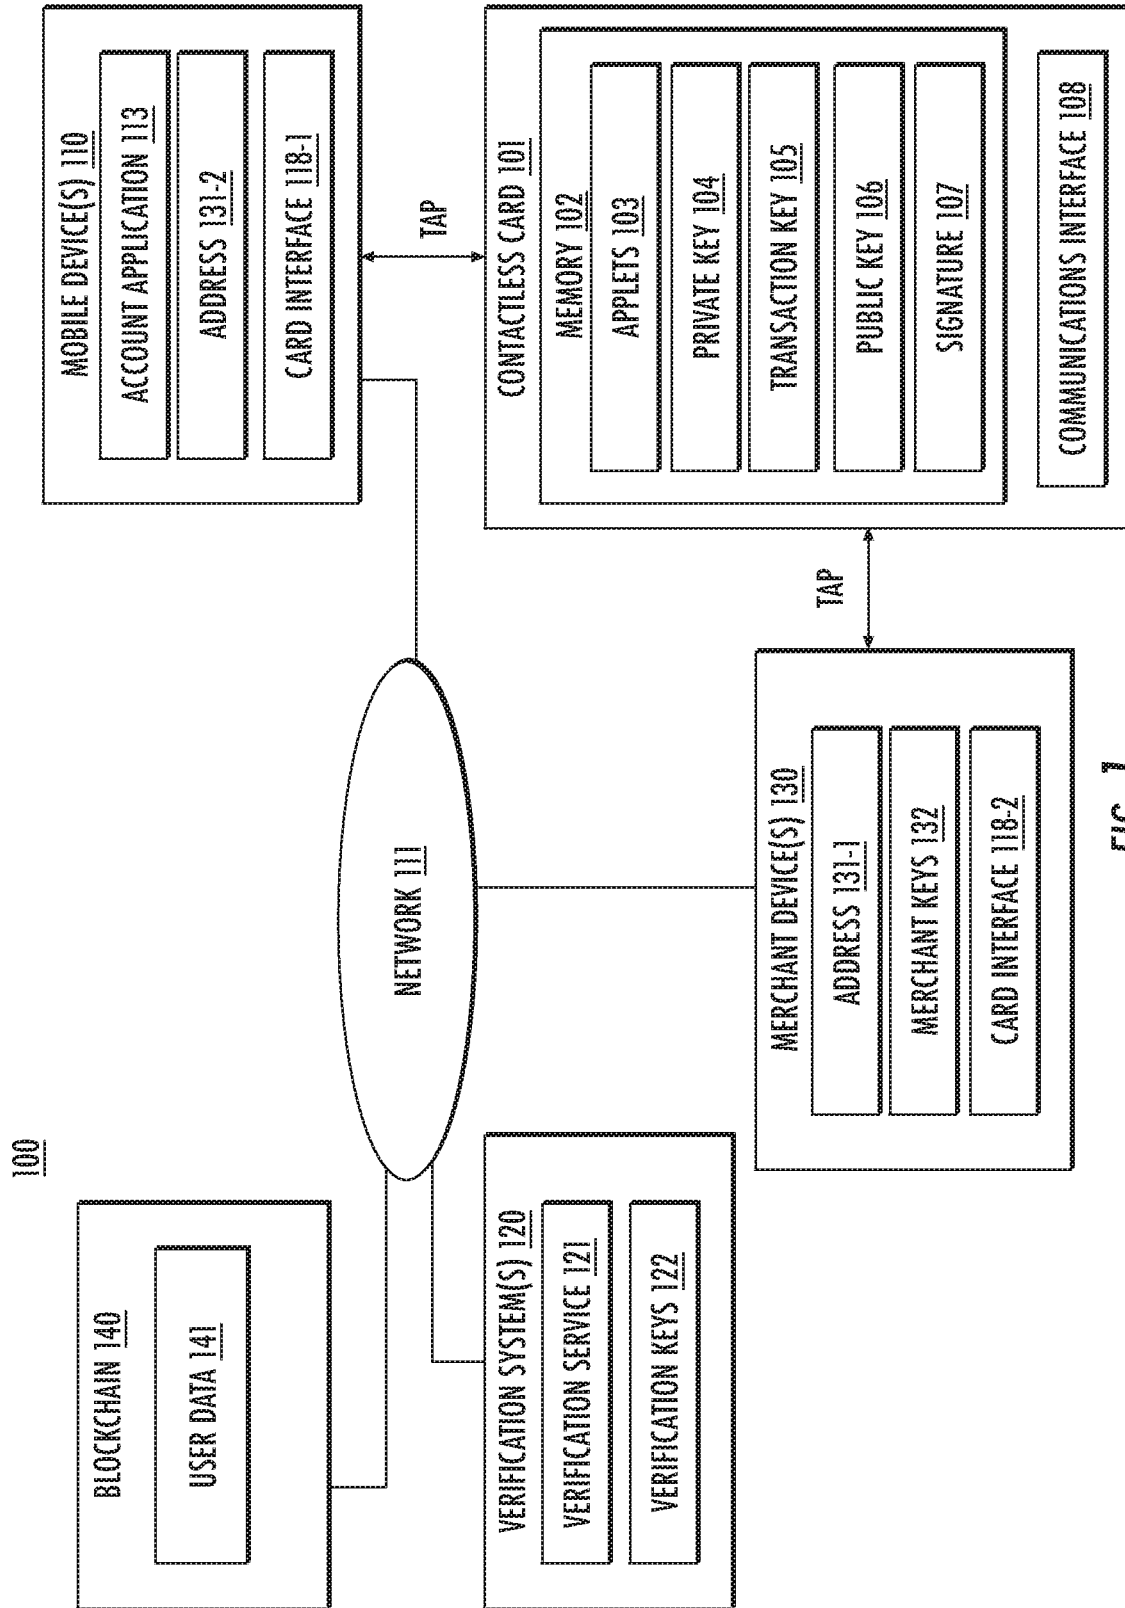 100
BLOCKCHAIN 140
USER DATA 141
VERIFICATION SYSTEM(S) 120
VERIFICATION SERVICE 121
VERIFICATION KEYS 122
NETWORK 111
MERCHANT DEVICE(S) 130
ADDRESS 131-1
MERCHANT KEYS 132
CARD INTERFACE 118-2
MOBILE DEVICE(S) 110
ACCOUNT APPLICATION 113
ADDRESS 131-2
CARD INTERFACE 118-1
TAP
TAP
CONTACTLESS CARD 101
MEMORY 102
APPLETS 103
PRIVATE KEY 104
TRANSACTION KEY 105
PUBLIC KEY 106
SIGNATURE 107
COMMUNICATIONS INTERFACE 108
FIG. 1